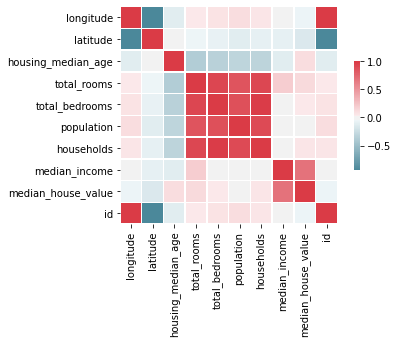 longitude
latitude
housing_median_age
total_rooms
total_bedrooms
population
households
median_income
median_house_value
id
1.0
0.5
0.0
−0.5
longitude
latitude
housing_median_age
total_rooms
total_bedrooms
population
households
median_income
median_house_value
id